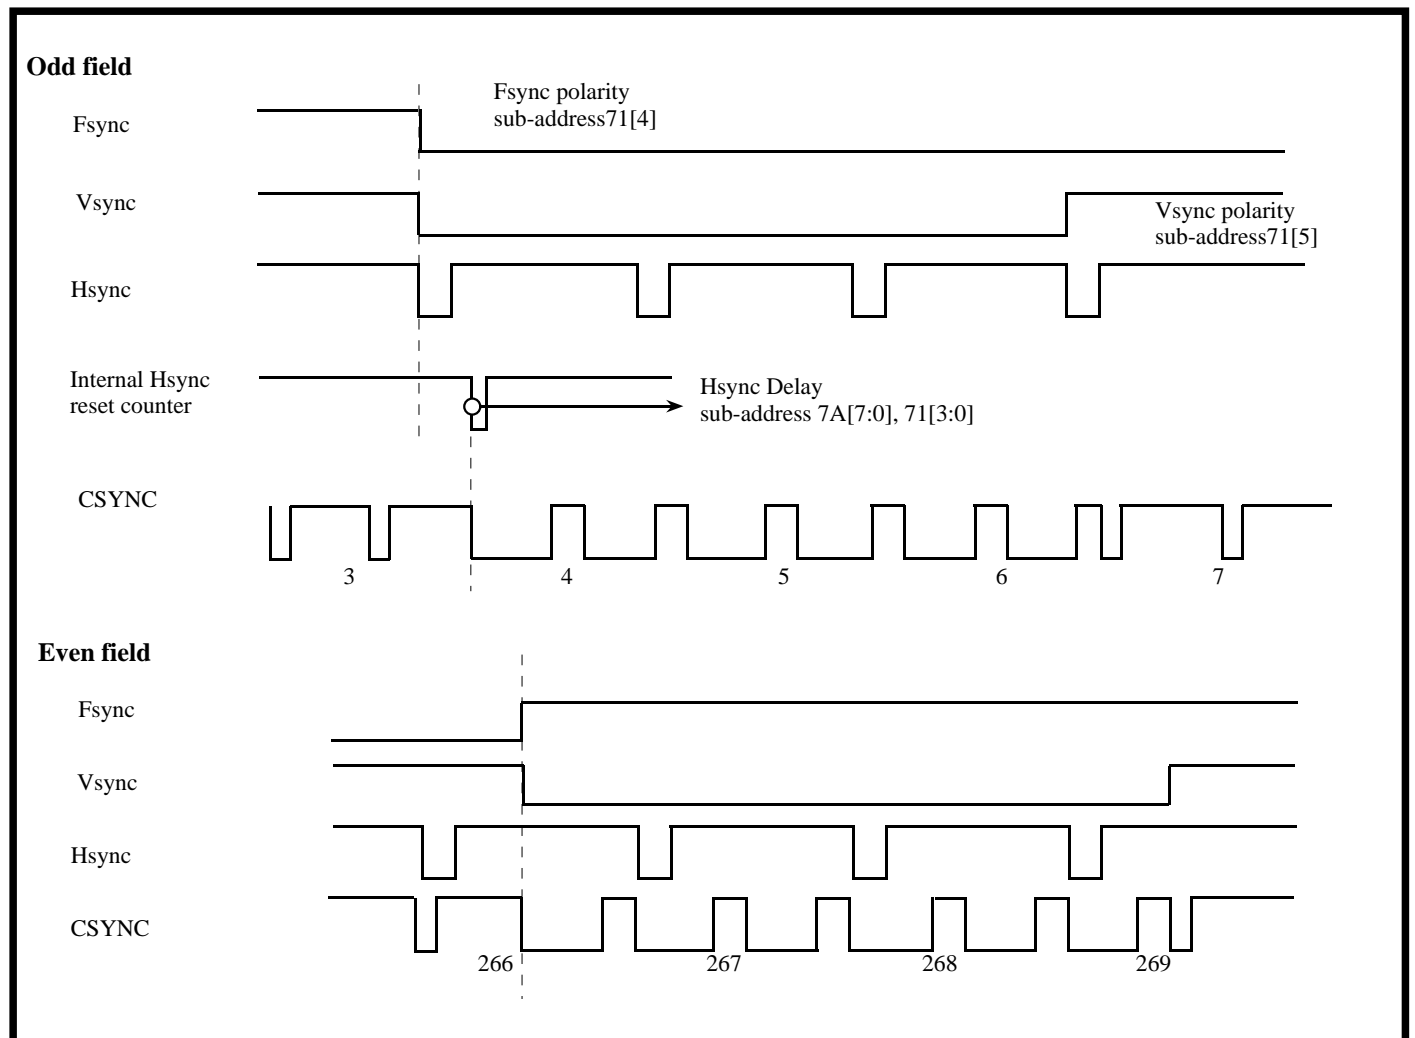 Odd field
Fsync polarity
sub-address71[4]
Fsync
Vsync
Vsync polarity
sub-address71[5]
Hsync
Internal Hsync
reset counter
Hsync Delay
sub-address 7A[7:0], 71[3:0]
CSYNC
3 4 5 6 7
Even field
Fsync
Vsync
Hsync
CSYNC
266 267 268 269